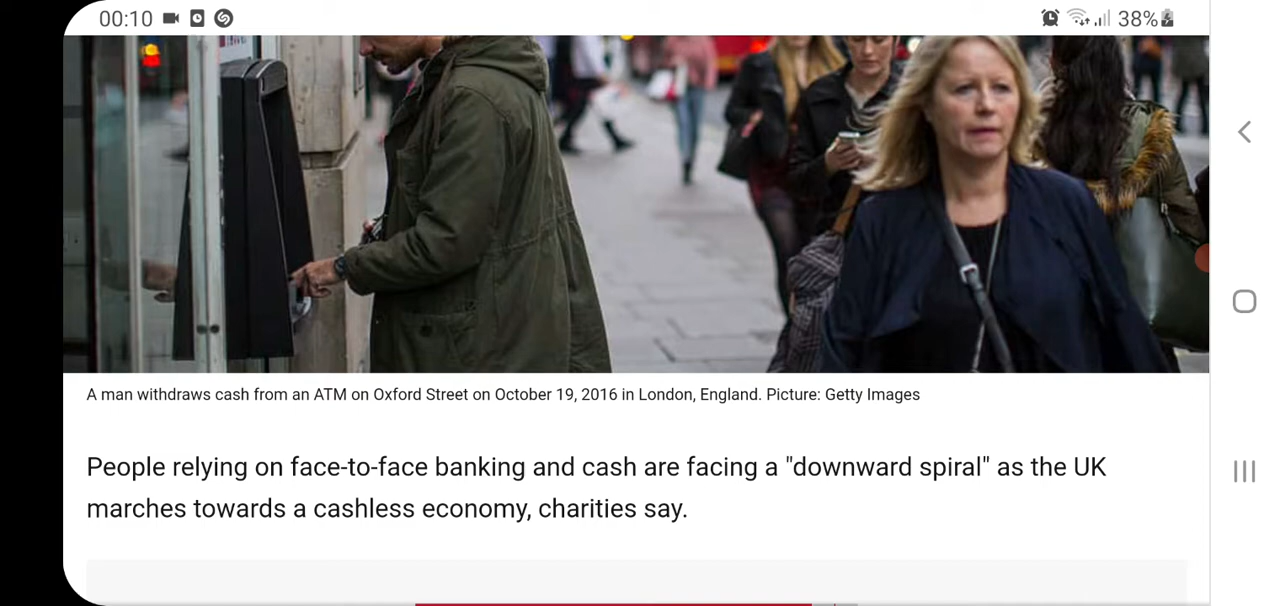 00:10
38%
A man withdraws cash from an ATM on Oxford Street on October 19, 2016 in London, England. Picture: Getty Images
People relying on face-to-face banking and cash are facing a "downward spiral" as the UK
marches towards a cashless economy, charities say.